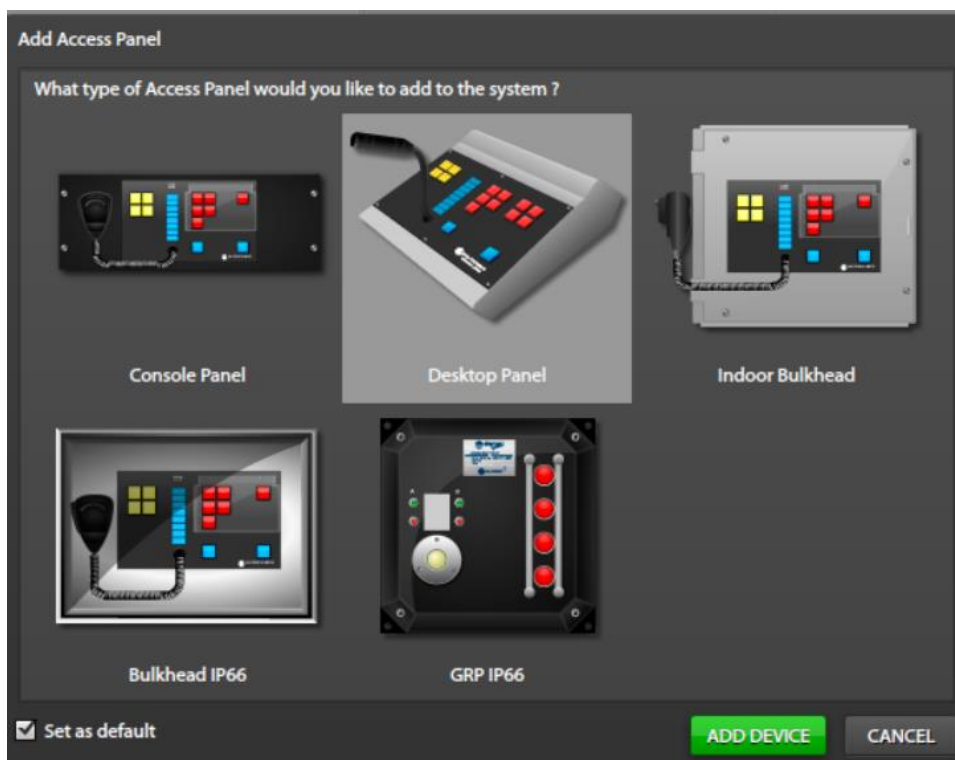 Add Access Panel
What type of Access Panel would you like to add to the system ?
Console Panel
Desktop Panel
Indoor Bulkhead
A
B
Bulkhead IP66
GRP IP66
Set as default
ADD DEVICE
CANCEL